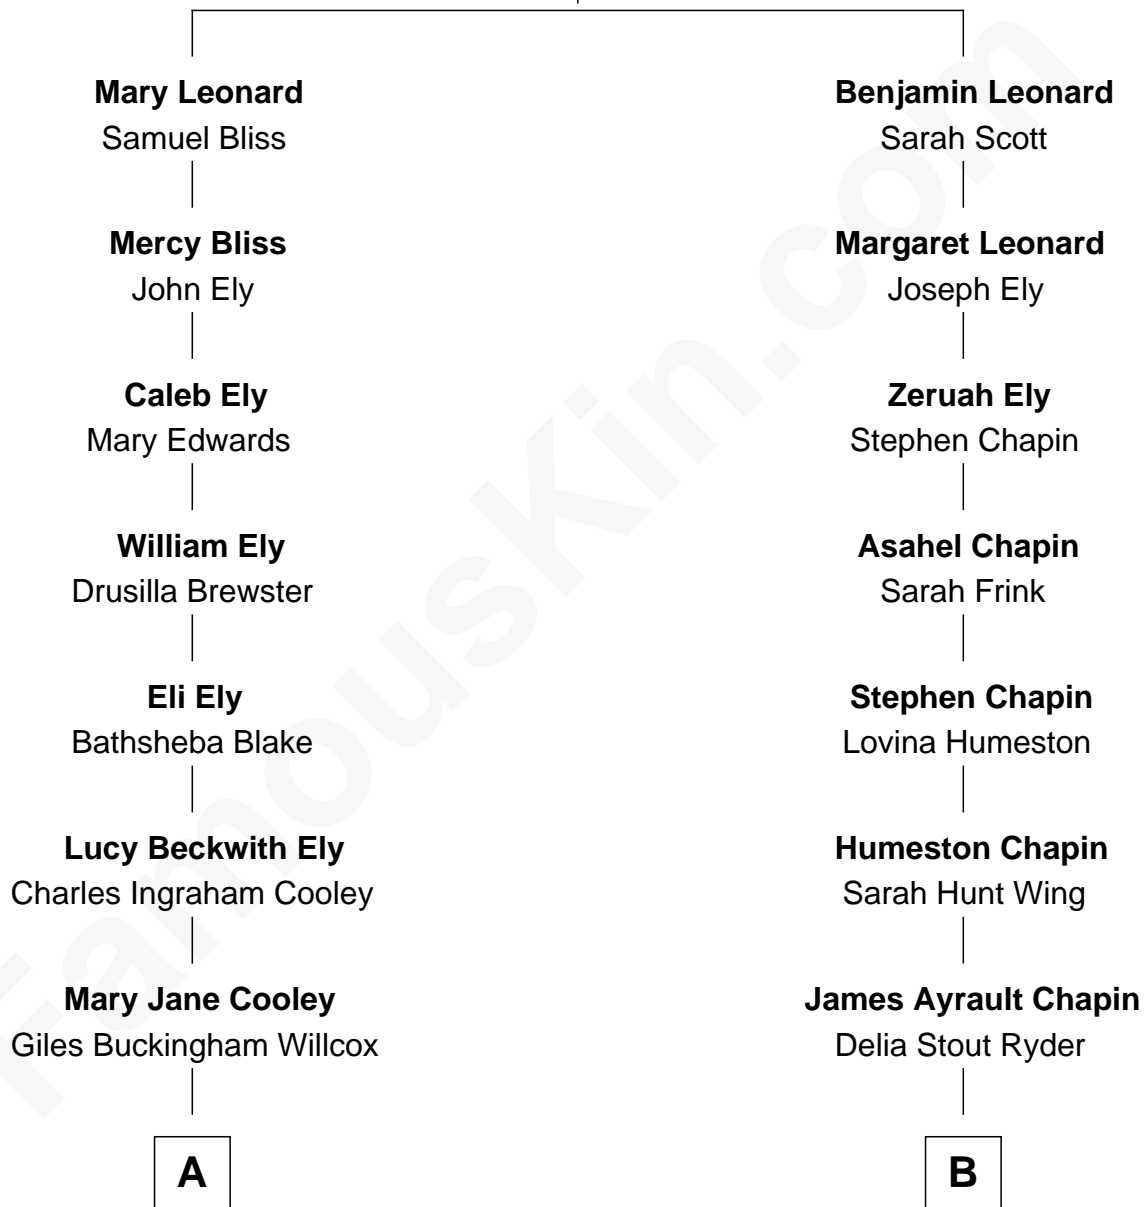 Mary Leonard
Samuel Bliss
Benjamin Leonard
Sarah Scott
Mercy Bliss
John Ely
Margaret Leonard
Joseph Ely
Caleb Ely
Mary Edwards
Zeruah Ely
Stephen Chapin
William Ely
Drusilla Brewster
Asahel Chapin
Sarah Frink
Eli Ely
Bathsheba Blake
Stephen Chapin
Lovina Humeston
Lucy Beckwith Ely
Charles Ingraham Cooley
Humeston Chapin
Sarah Hunt Wing
Mary Jane Cooley
Giles Buckingham Willcox
James Ayrault Chapin
Delia Stout Ryder
A
B
FamousKin.com